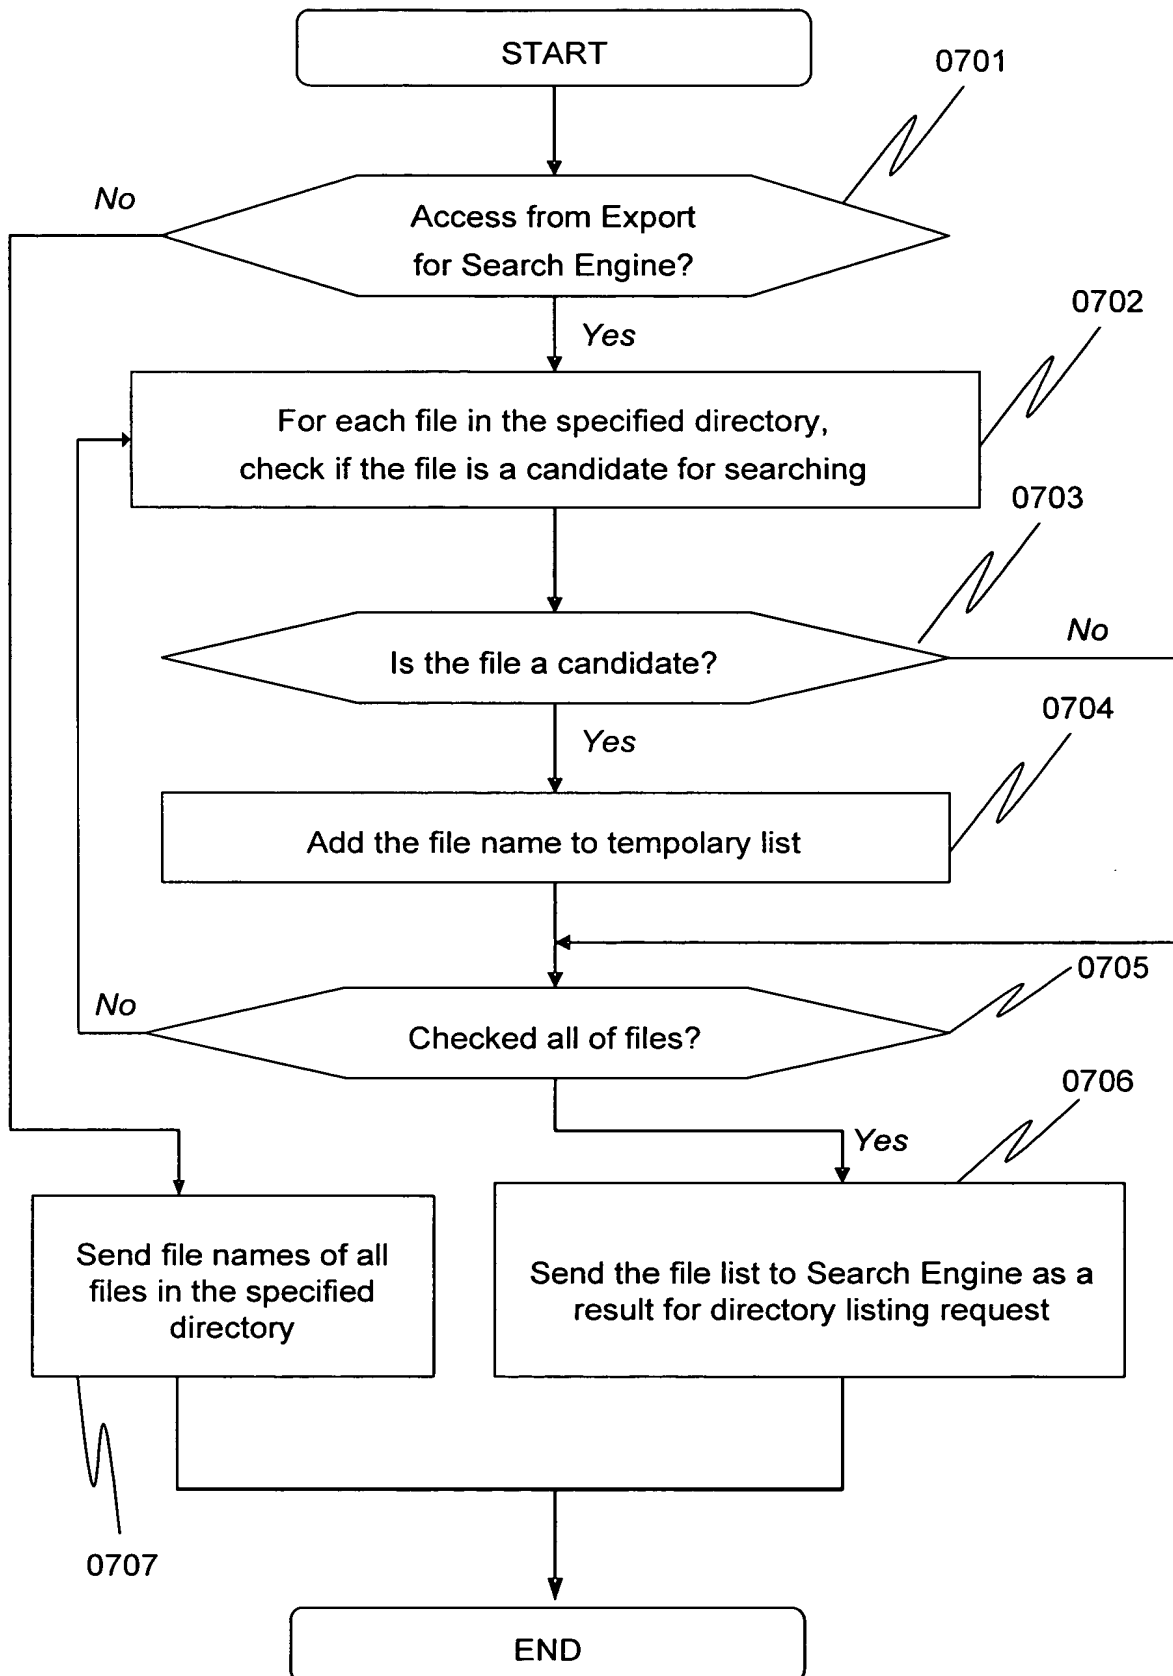 START
0701
No
Access from Export
for Search Engine?
0702
Yes
For each file in the specified directory,
check if the file is a candidate for searching
0703
No
Is the file a candidate?
0704
Yes
Add the file name to tempolary list
0705
No
Checked all of files?
0706
Yes
Send file names of all
files in the specified
directory
Send the file list to Search Engine as a
result for directory listing request
0707
END